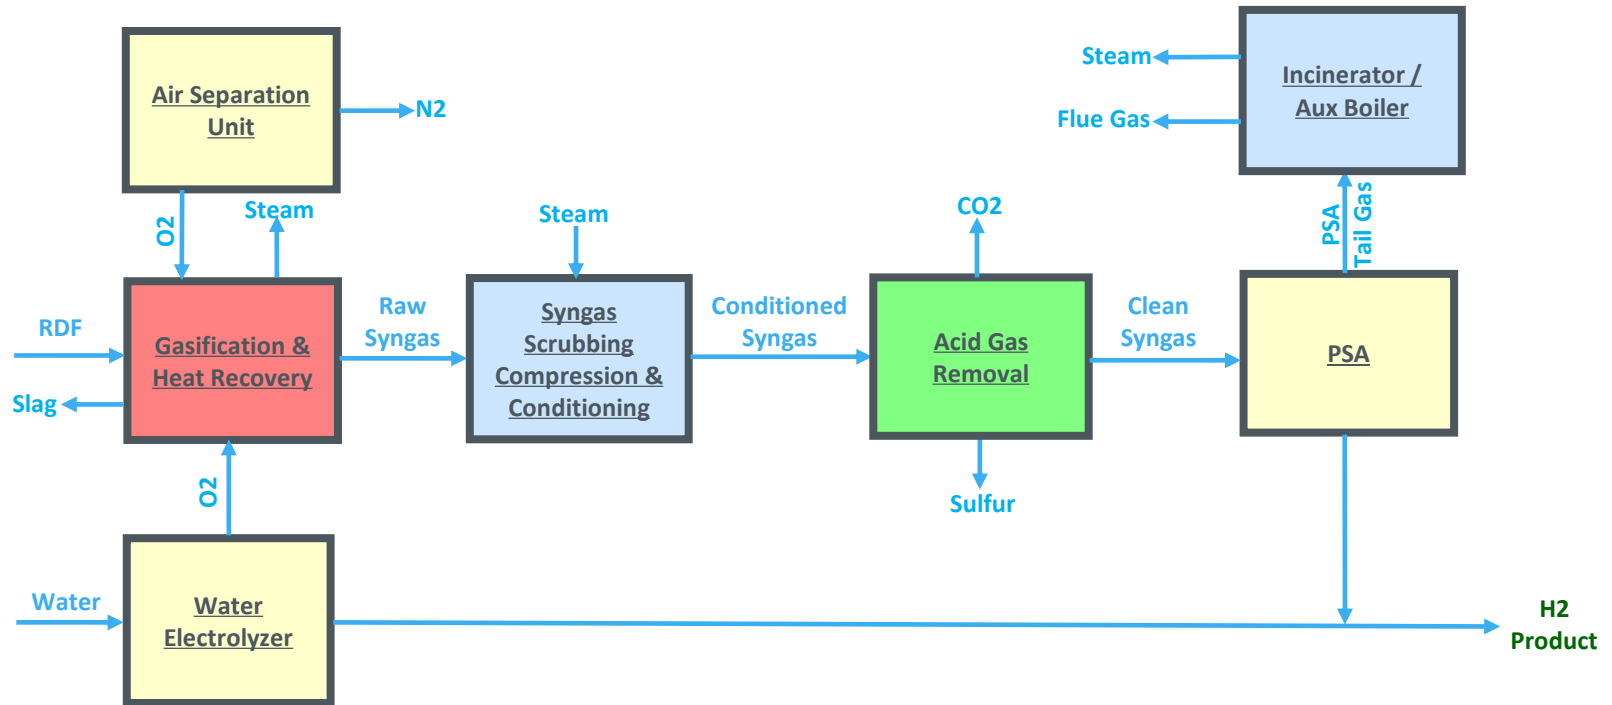 Air Separation
Unit
N2
O2
Steam
Steam
CO2
Steam
Flue Gas
Incinerator /
Aux Boiler
PSA
Tail Gas
RDF
Slag
Gasification &
Heat Recovery
Raw
Syngas
Syngas
Scrubbing
Compression &
Conditioning
Conditioned
Syngas
Acid Gas
Removal
Clean
Syngas
PSA
Sulfur
O2
Water
Water
Electrolyzer
H2
Product